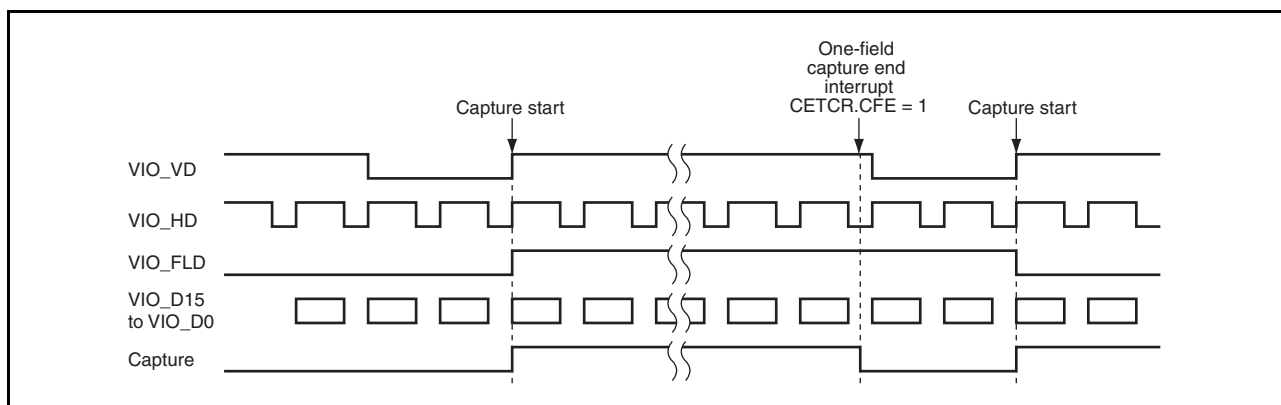 One-field
capture end
interrupt
CETCR.CFE = 1
Capture start
Capture start
VIO_VD
VIO_HD
VIO_FLD
VIO_D15
to VIO_D0
Capture